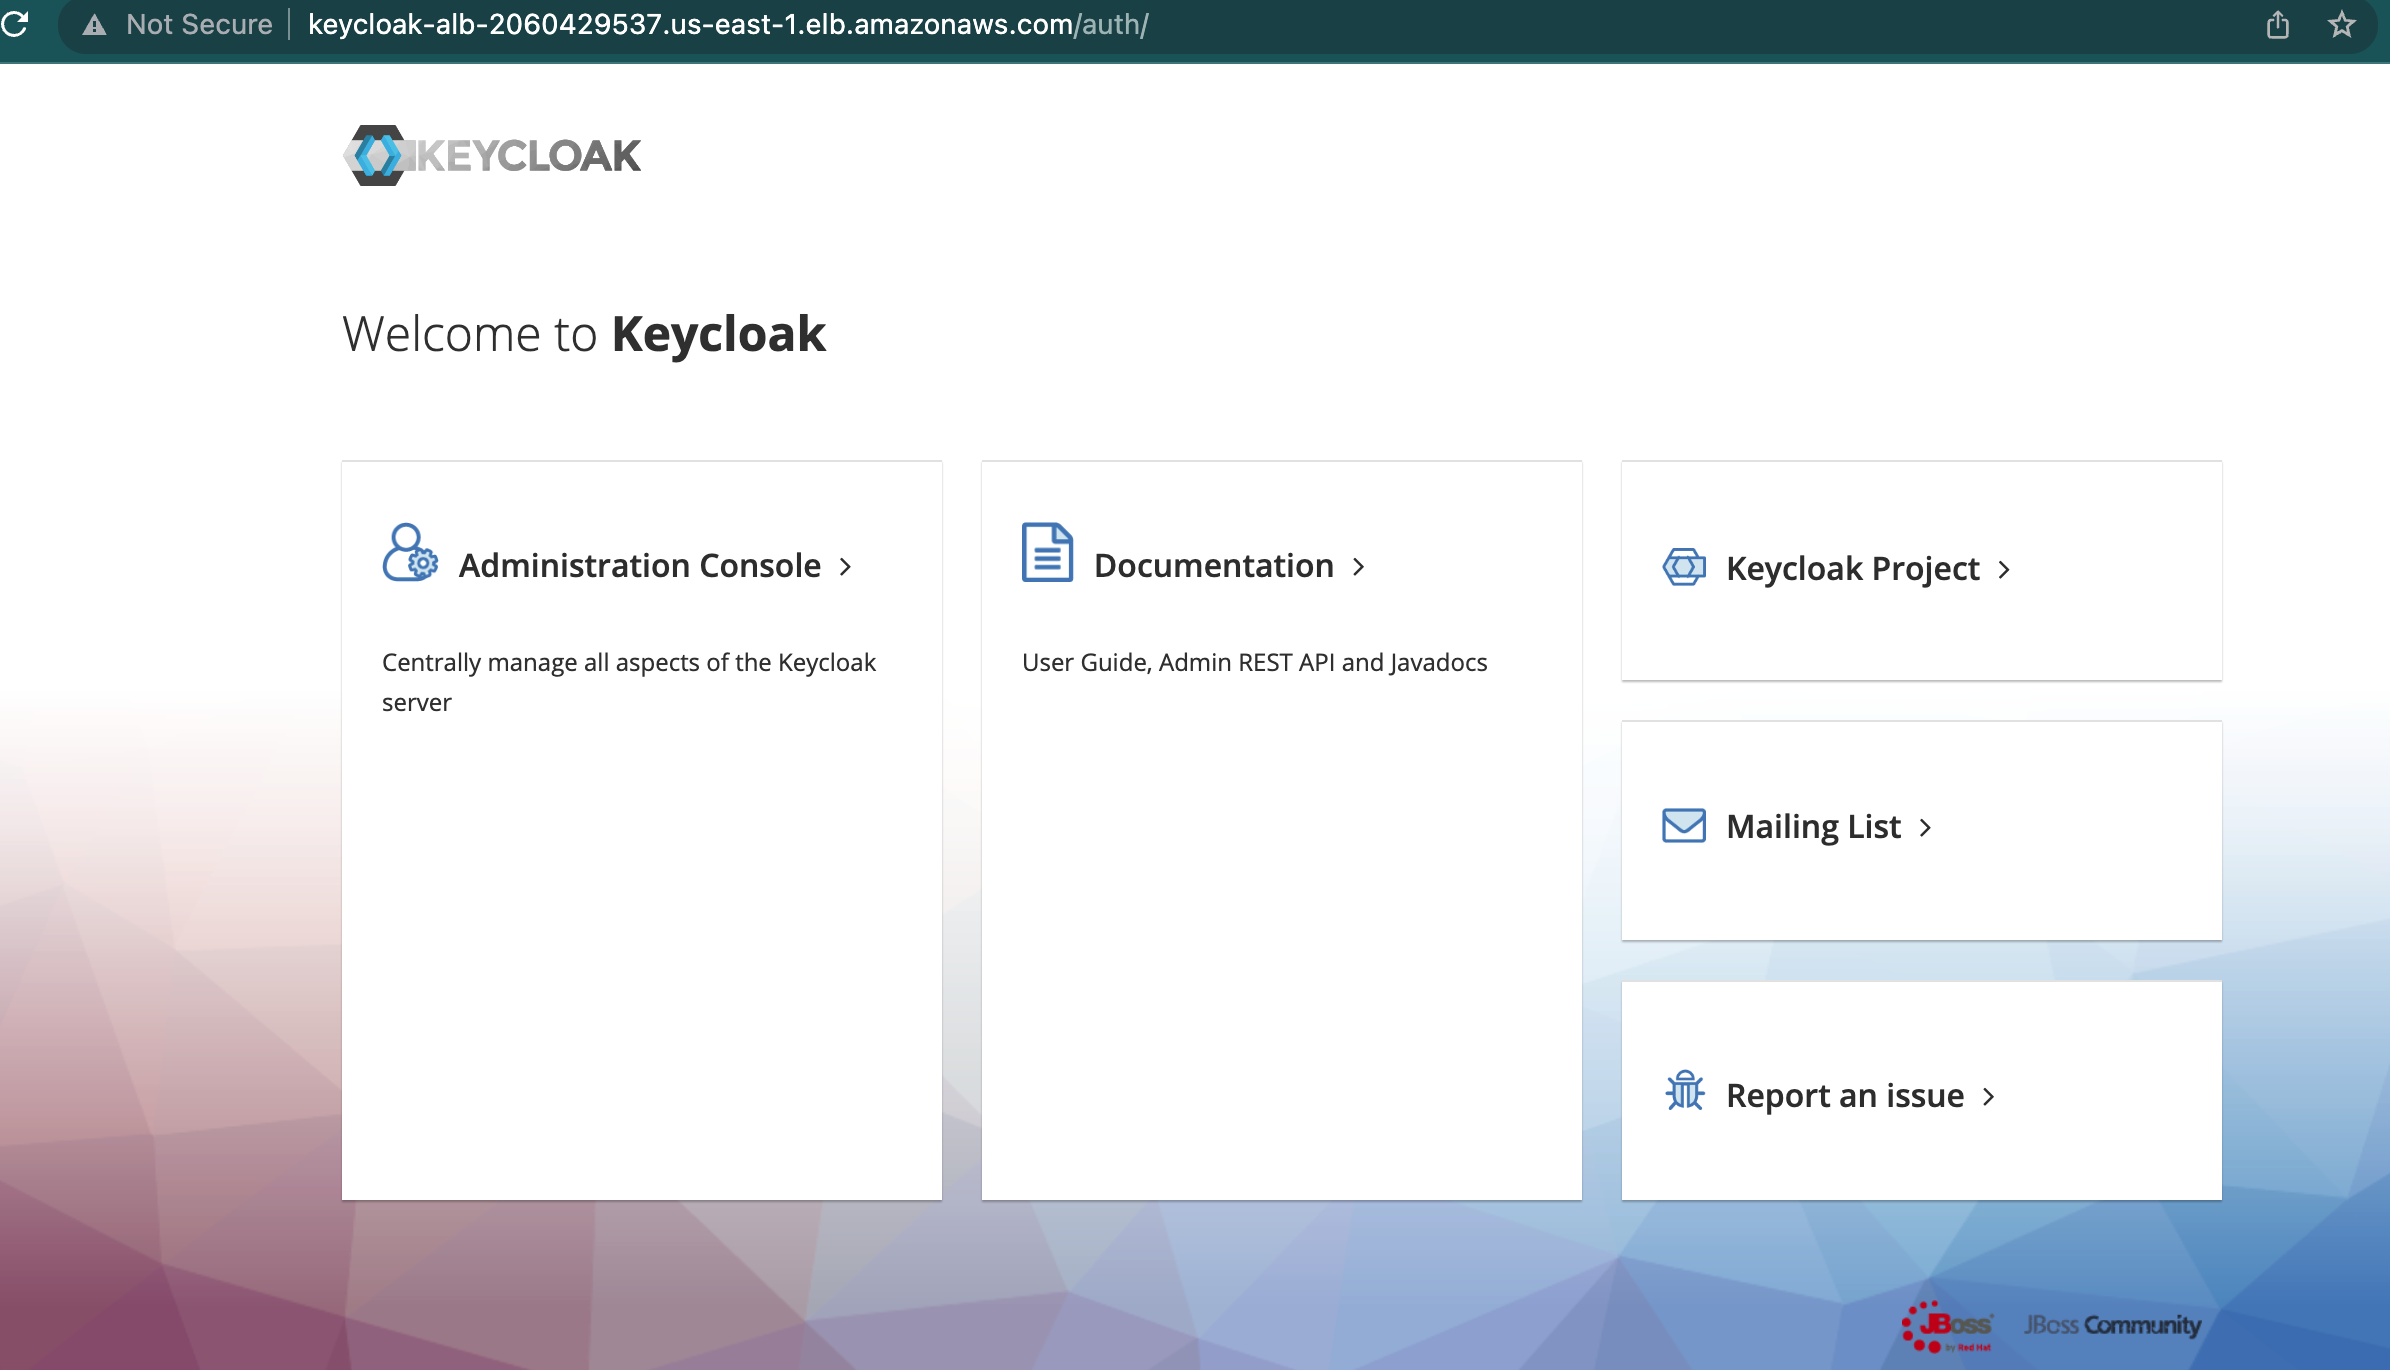 Not Secure keycloak-alb-2060429537.us-east-1.elb.amazonaws.com/auth/
KEYCLOAK
Welcome to Keycloak
Administration Console
Centrally manage all aspects of the Keycloak
server
Documentation
User Guide, Admin REST API and Javadocs
Keycloak Project
Mailing List
Report an issue
JBoss
by Red Hat
JBoss Community